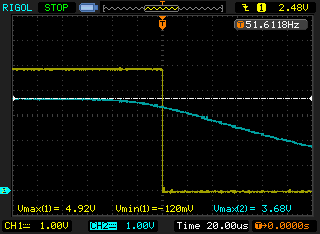 RIGOL STOP T 1 2.48V
T 51.6118Hz
T
1
Vmax(1)= 4.92V Vmin(1)=-120mV Vmax(2)= 3.68V
CH1 1.00V CH2 1.00V Time 20.00us T→0.0000s